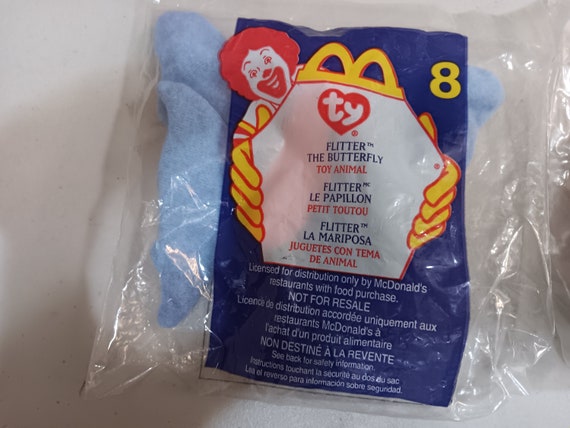 8
ty
®
FLITTER™
THE BUTTERFLY
TOY ANIMAL
®
FLITTER MC
LE PAPILLON
PETIT TOUTOU
FLITTER™
LA MARIPOSA
JUGUETES CON TEMA
DE ANIMAL
Licensed for distribution only by McDonald's
restaurants with food purchase.
NOT FOR RESALE
Licence de distribution accordée uniquement aux
restaurants McDonald's à
l'achat d'un produit alimentaire
NON DESTINÉ À LA REVENTE
See back for safety information.
Instructions touchant la sécurité au dos du sac
Lea el reverso para información sobre seguridad.